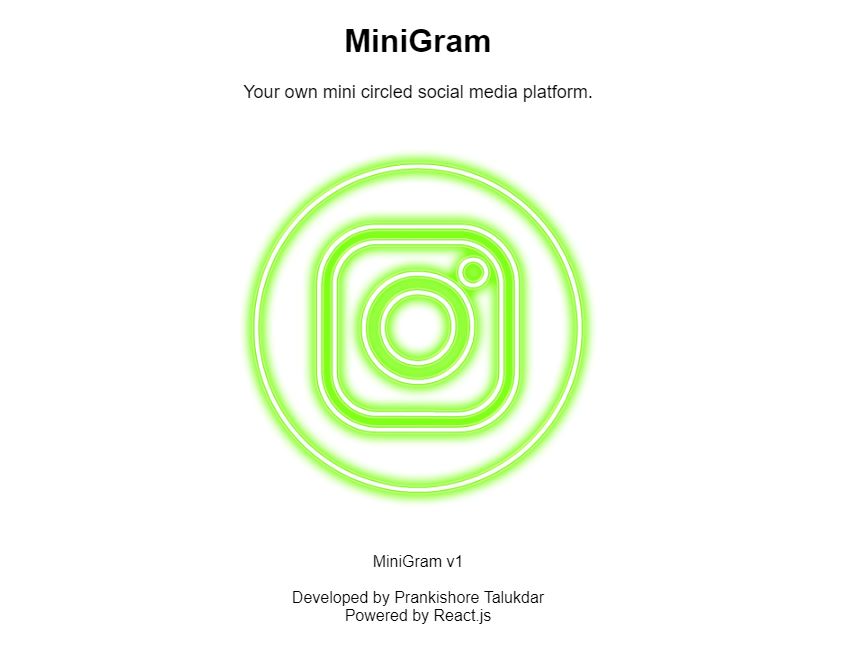 MiniGram
Your own mini circled social media platform.
MiniGram v1
Developed by Prankishore Talukdar
Powered by React.js